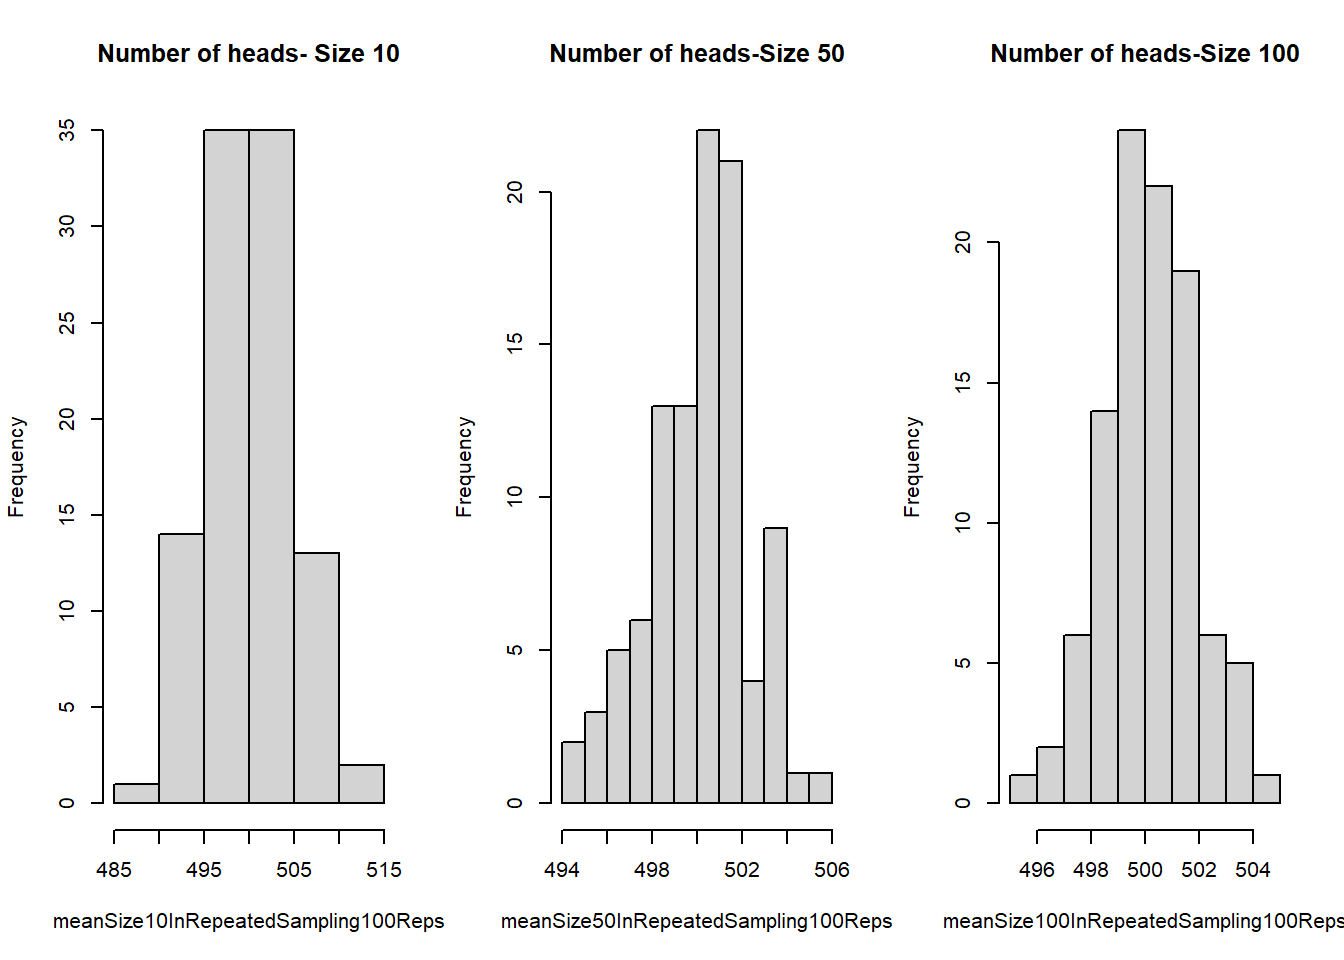 Number of heads- Size 10
Frequency
35
30
25
20
15
10
5
0
485 495 505 515
meanSize10InRepeatedSampling100Reps
Number of heads-Size 50
Frequency
20
15
10
5
0
494 498 502 506
meanSize50InRepeatedSampling100Reps
Number of heads-Size 100
Frequency
20
15
10
5
0
496 498 500 502 504
meanSize100InRepeatedSampling100Reps